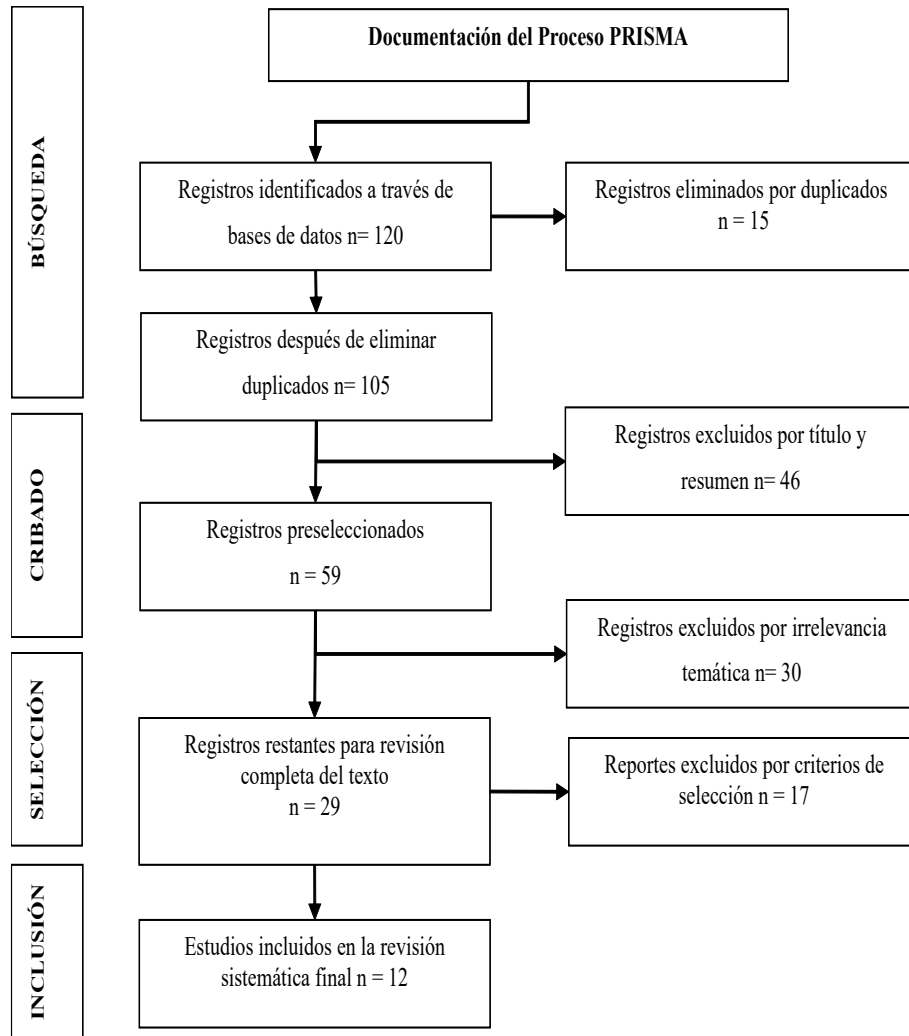 Documentación del Proceso PRISMA
BÚSQUEDA
Registros identificados a través de
bases de datos n= 120
Registros eliminados por duplicados
n = 15
Registros después de eliminar
duplicados n= 105
CRIBADO
Registros excluidos por título y
resumen n= 46
Registros preseleccionados
n = 59
Registros excluidos por irrelevancia
temática n= 30
SELECCIÓN
Registros restantes para revisión
completa del texto
n = 29
Reportes excluidos por criterios de
selección n = 17
INCLUSIÓN
Estudios incluidos en la revisión
sistemática final n = 12